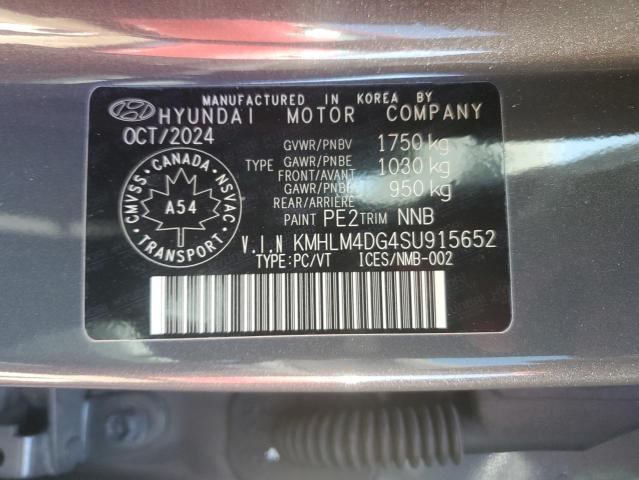 MANUFACTURED IN KOREA BY
HYUNDAI MOTOR COMPANY
OCT/2024
GVWR/PNBV 1750 kg
TYPE GAWR/PNBE FRONT/AVANT 1030 kg
GAWR/PNBE REAR/ARRIÈRE 950 kg
PAINT PE2 TRIM NNB
CMVSS CANADA NSVAC
A54
TRANSPORT
V.I.N KMHLM4DG4SU915652
TYPE:PC/VT ICES/NMB-002